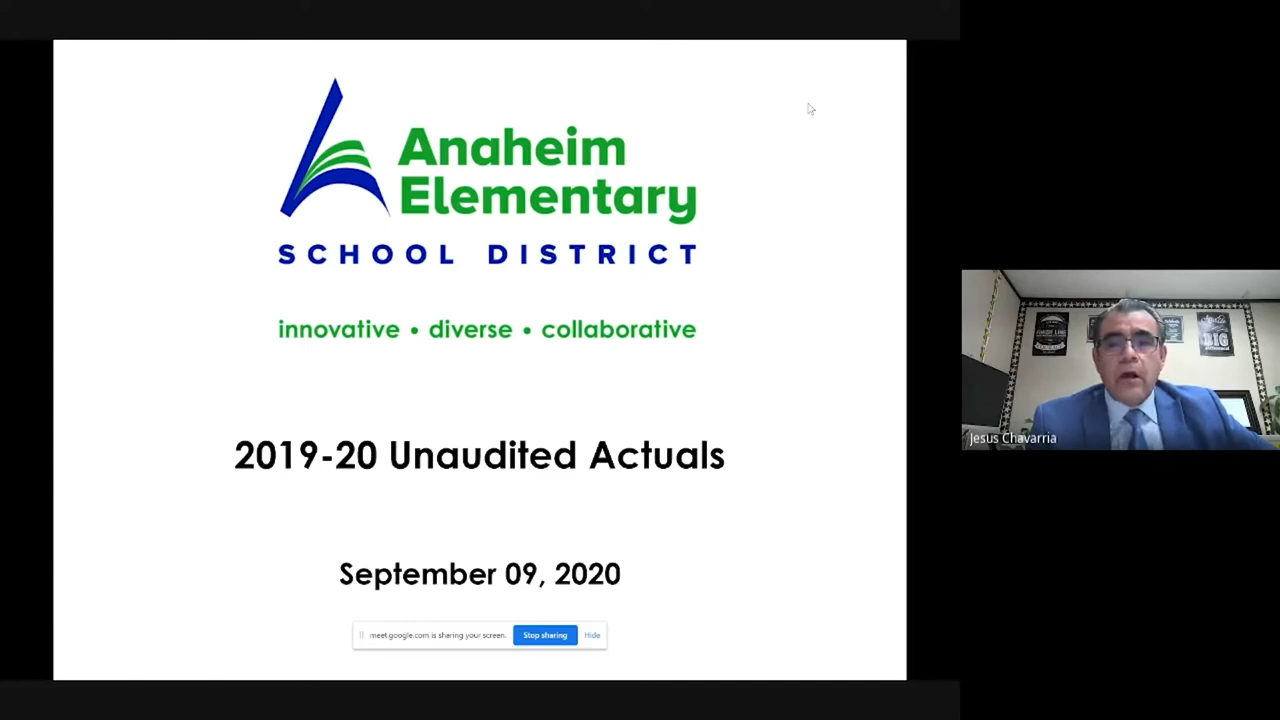 Anaheim
Elementary
SCHOOL DISTRICT
innovative • diverse • collaborative
2019-20 Unaudited Actuals
September 09, 2020
meet.google.com is sharing your screen. Stop sharing Hide
Jesus Chavarria
BIG